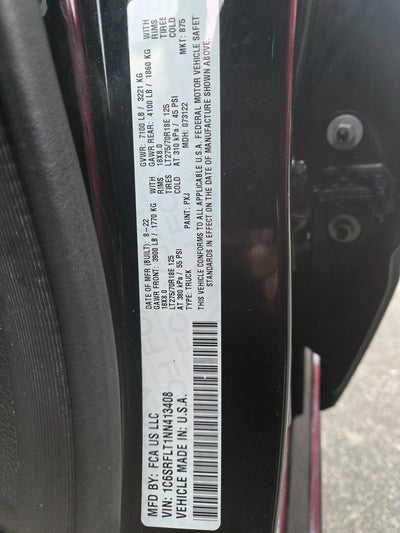 MFD BY: FCA US LLC
VIN: 1C6SRFLT1NN413408
VEHICLE MADE IN: U.S.A.
DATE OF MFR (BUILT): 8-22
GAWR FRONT: 3900 LB / 1770 KG WITH
18X8.0 RIMS
LT275/70R18E 125 TIRES
AT 380 kPa / 55 PSI COLD
TYPE: TRUCK PAINT: PXJ
GVWR: 7100 LB / 3221 KG
GAWR REAR: 4100 LB / 1860 KG WITH
18X8.0 RIMS
LT275/70R18E 125 TIRES
AT 310 kPa / 45 PSI COLD
MDH: 073122 MKT: 875
THIS VEHICLE CONFORMS TO ALL APPLICABLE U.S.A. FEDERAL MOTOR VEHICLE SAFET
STANDARDS IN EFFECT ON THE DATE OF MANUFACTURE SHOWN ABOVE.